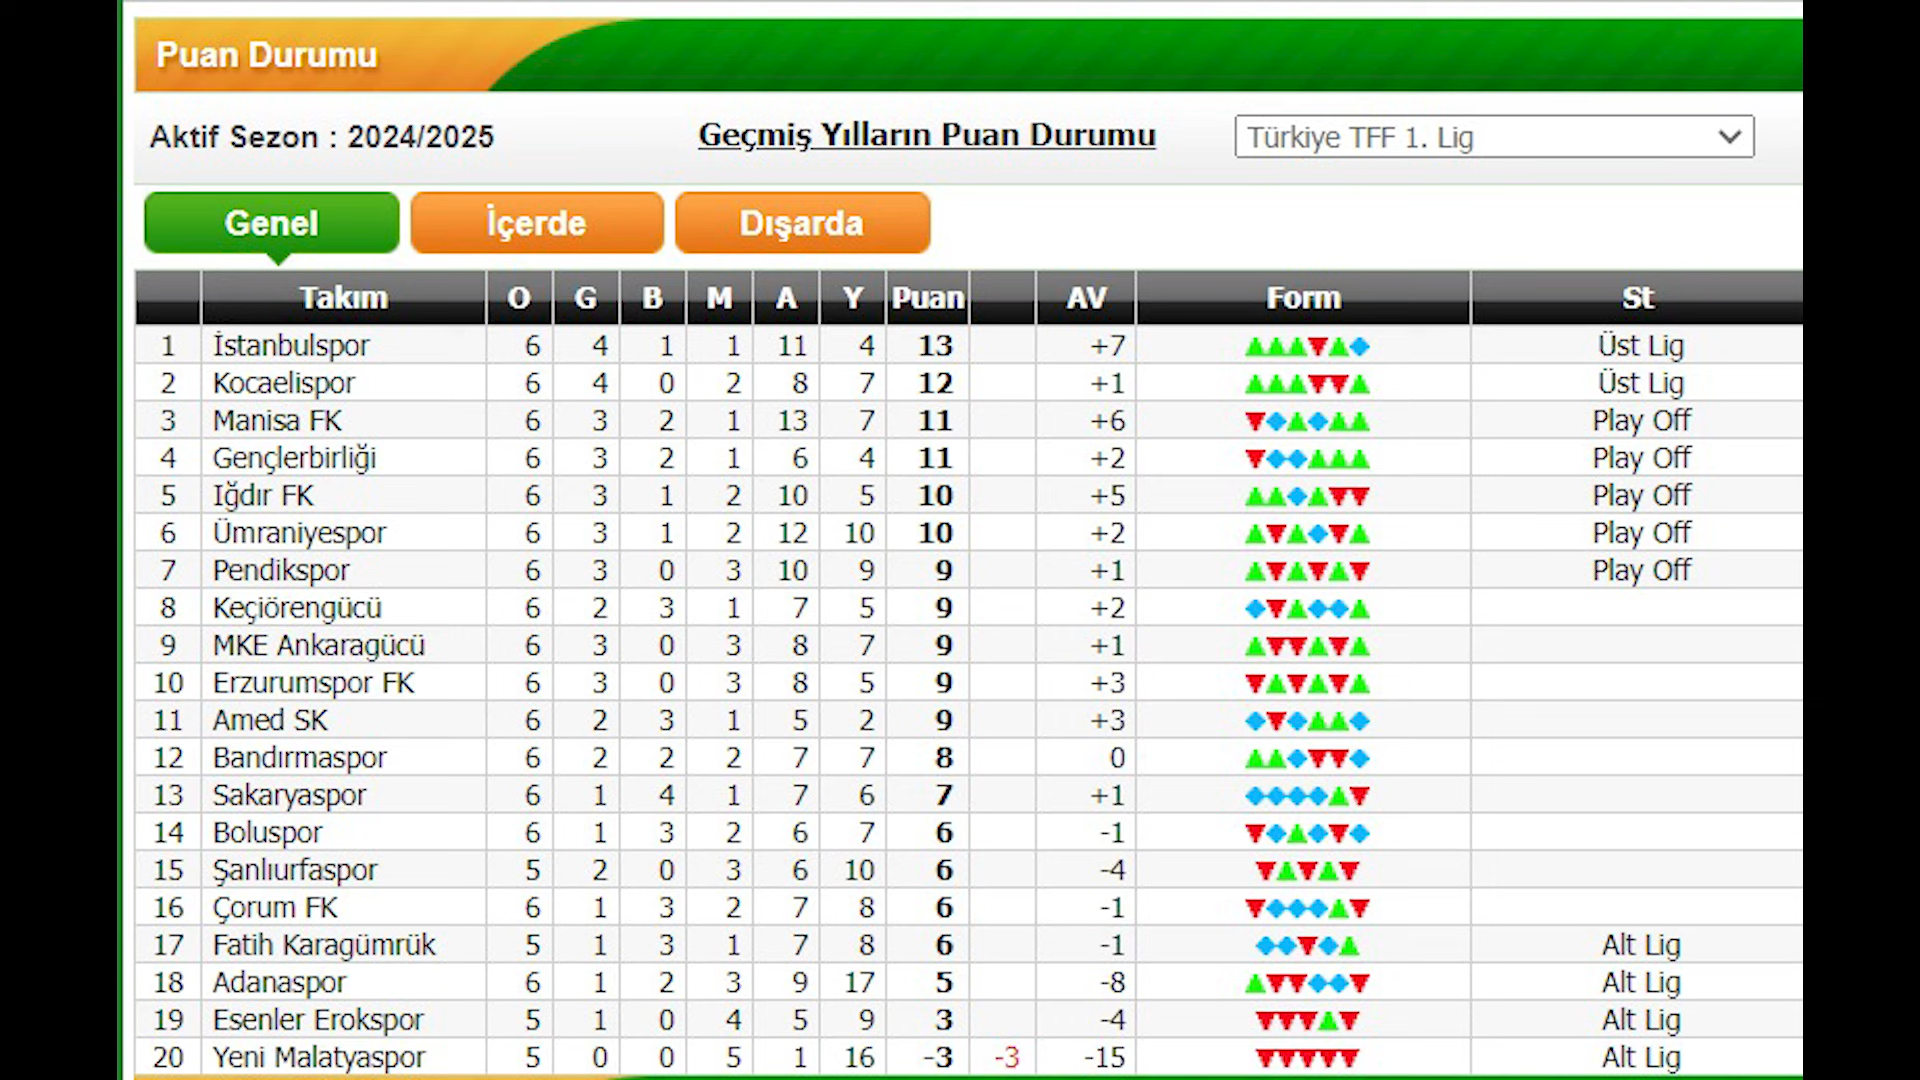 Puan Durumu
Aktif Sezon : 2024/2025 Geçmiş Yılların Puan Durumu Türkiye TFF 1. Lig
Genel İçerde Dışarda
Takım O G B M A Y Puan AV Form St
1 İstanbulspor 6 4 1 1 11 4 13 +7 Üst Lig
2 Kocaelispor 6 4 0 2 8 7 12 +1 Üst Lig
3 Manisa FK 6 3 2 1 13 7 11 +6 Play Off
4 Gençlerbirliği 6 3 2 1 6 4 11 +2 Play Off
5 Iğdır FK 6 3 1 2 10 5 10 +5 Play Off
6 Ümraniyespor 6 3 1 2 12 10 10 +2 Play Off
7 Pendikspor 6 3 0 3 10 9 9 +1 Play Off
8 Keçiörengücü 6 2 3 1 7 5 9 +2
9 MKE Ankaragücü 6 3 0 3 8 7 9 +1
10 Erzurumspor FK 6 3 0 3 8 5 9 +3
11 Amed SK 6 2 3 1 5 2 9 +3
12 Bandırmaspor 6 2 2 2 7 7 8 0
13 Sakaryaspor 6 1 4 1 7 6 7 +1
14 Boluspor 6 1 3 2 6 7 6 -1
15 Şanlıurfaspor 5 2 0 3 6 10 6 -4
16 Çorum FK 6 1 3 2 7 8 6 -1
17 Fatih Karagümrük 5 1 3 1 7 8 6 -1 Alt Lig
18 Adanaspor 6 1 2 3 9 17 5 -8 Alt Lig
19 Esenler Erokspor 5 1 0 4 5 9 3 -4 Alt Lig
20 Yeni Malatyaspor 5 0 0 5 1 16 -3 -3 -15 Alt Lig